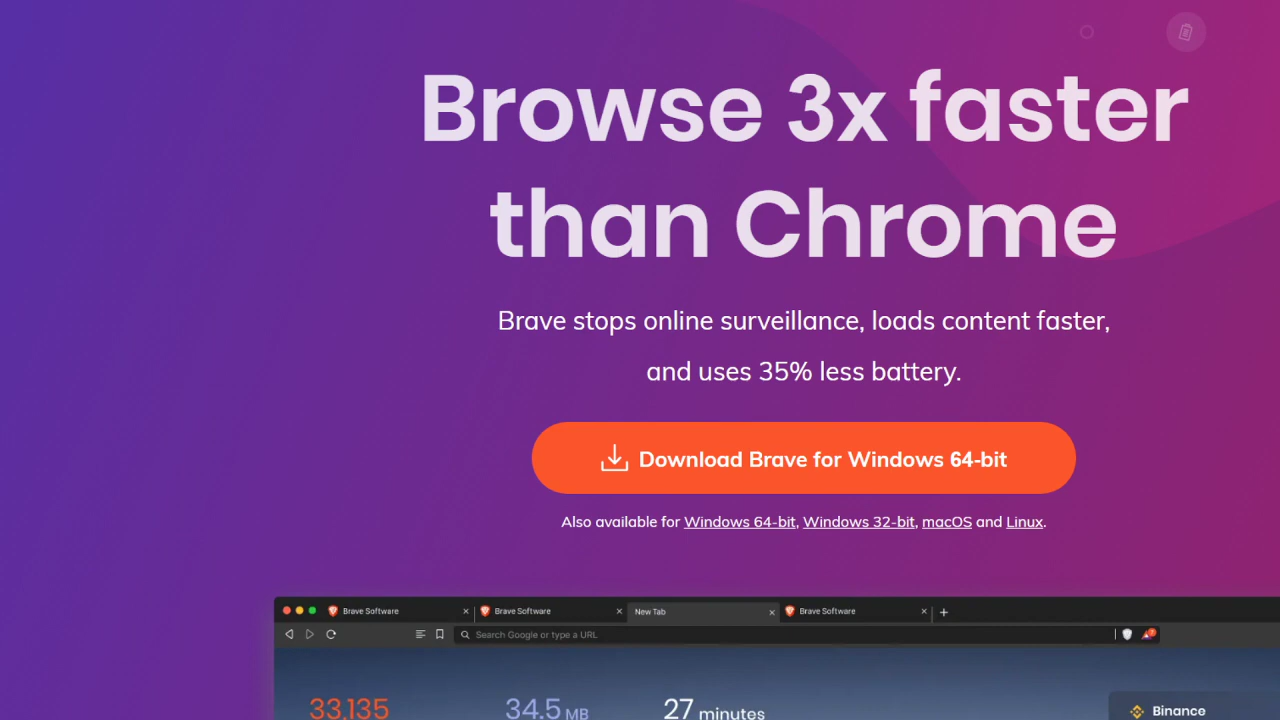 Browse 3x faster
than Chrome
Brave stops online surveillance, loads content faster,
and uses 35% less battery.
Download Brave for Windows 64-bit
Also available for Windows 64-bit, Windows 32-bit, macOS and Linux.
Brave Software Brave Software New Tab Brave Software
Search Google or type a URL
33,135 34.5 MB 27 minutes
Binance